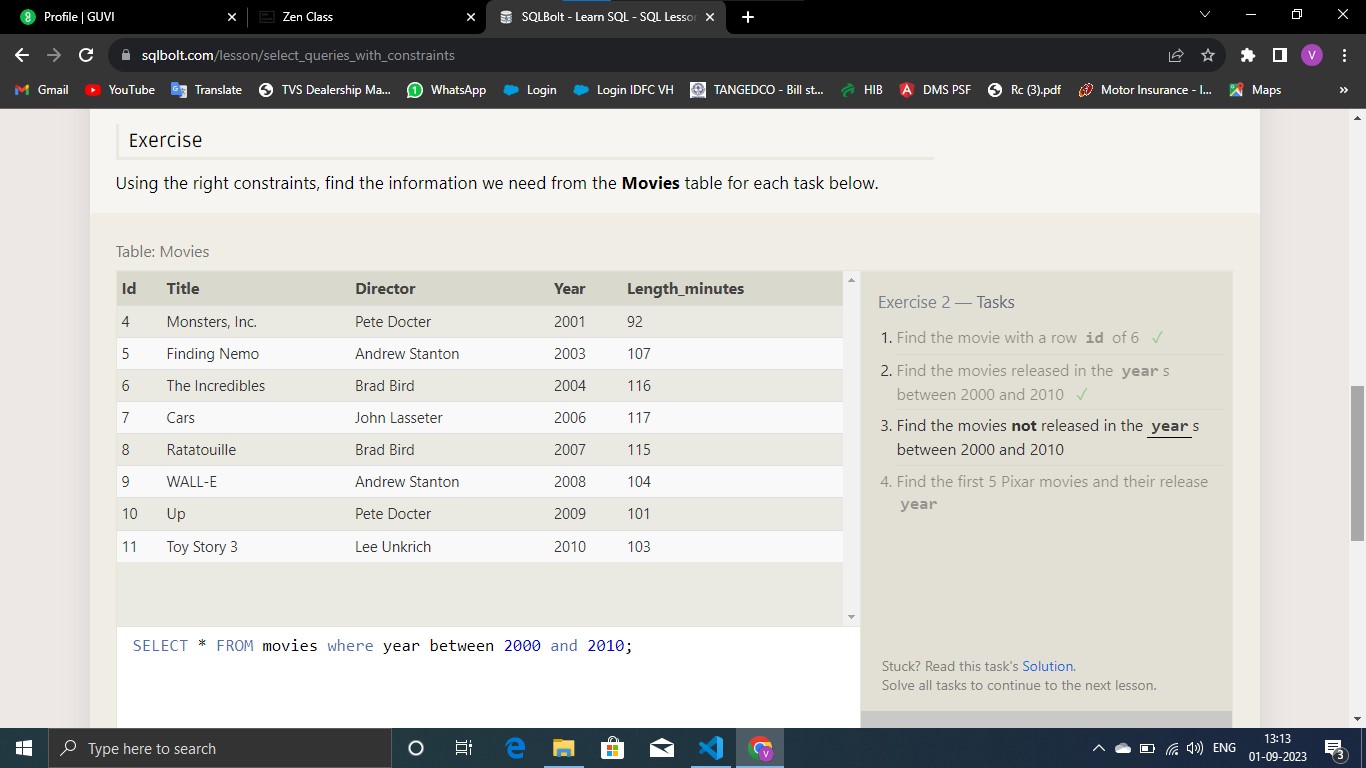 Profile | GUVI
Zen Class
SQLBolt - Learn SQL - SQL Lesson
sqlbolt.com/lesson/select_queries_with_constraints
V
Gmail YouTube Translate TVS Dealership Ma... WhatsApp Login Login IDFC VH TANGEDCO - Bill st... HIB DMS PSF Rc (3).pdf Motor Insurance - I... Maps »
Exercise
Using the right constraints, find the information we need from the Movies table for each task below.
Table: Movies
Id Title Director Year Length_minutes
4 Monsters, Inc. Pete Docter 2001 92
5 Finding Nemo Andrew Stanton 2003 107
6 The Incredibles Brad Bird 2004 116
7 Cars John Lasseter 2006 117
8 Ratatouille Brad Bird 2007 115
9 WALL-E Andrew Stanton 2008 104
10 Up Pete Docter 2009 101
11 Toy Story 3 Lee Unkrich 2010 103
SELECT * FROM movies where year between 2000 and 2010;
Exercise 2 — Tasks
1. Find the movie with a row id of 6 ✓
2. Find the movies released in the year s
between 2000 and 2010 ✓
3. Find the movies not released in the year s
between 2000 and 2010
4. Find the first 5 Pixar movies and their release
year
Stuck? Read this task's Solution.
Solve all tasks to continue to the next lesson.
Type here to search
ENG
13:13
01-09-2023
3